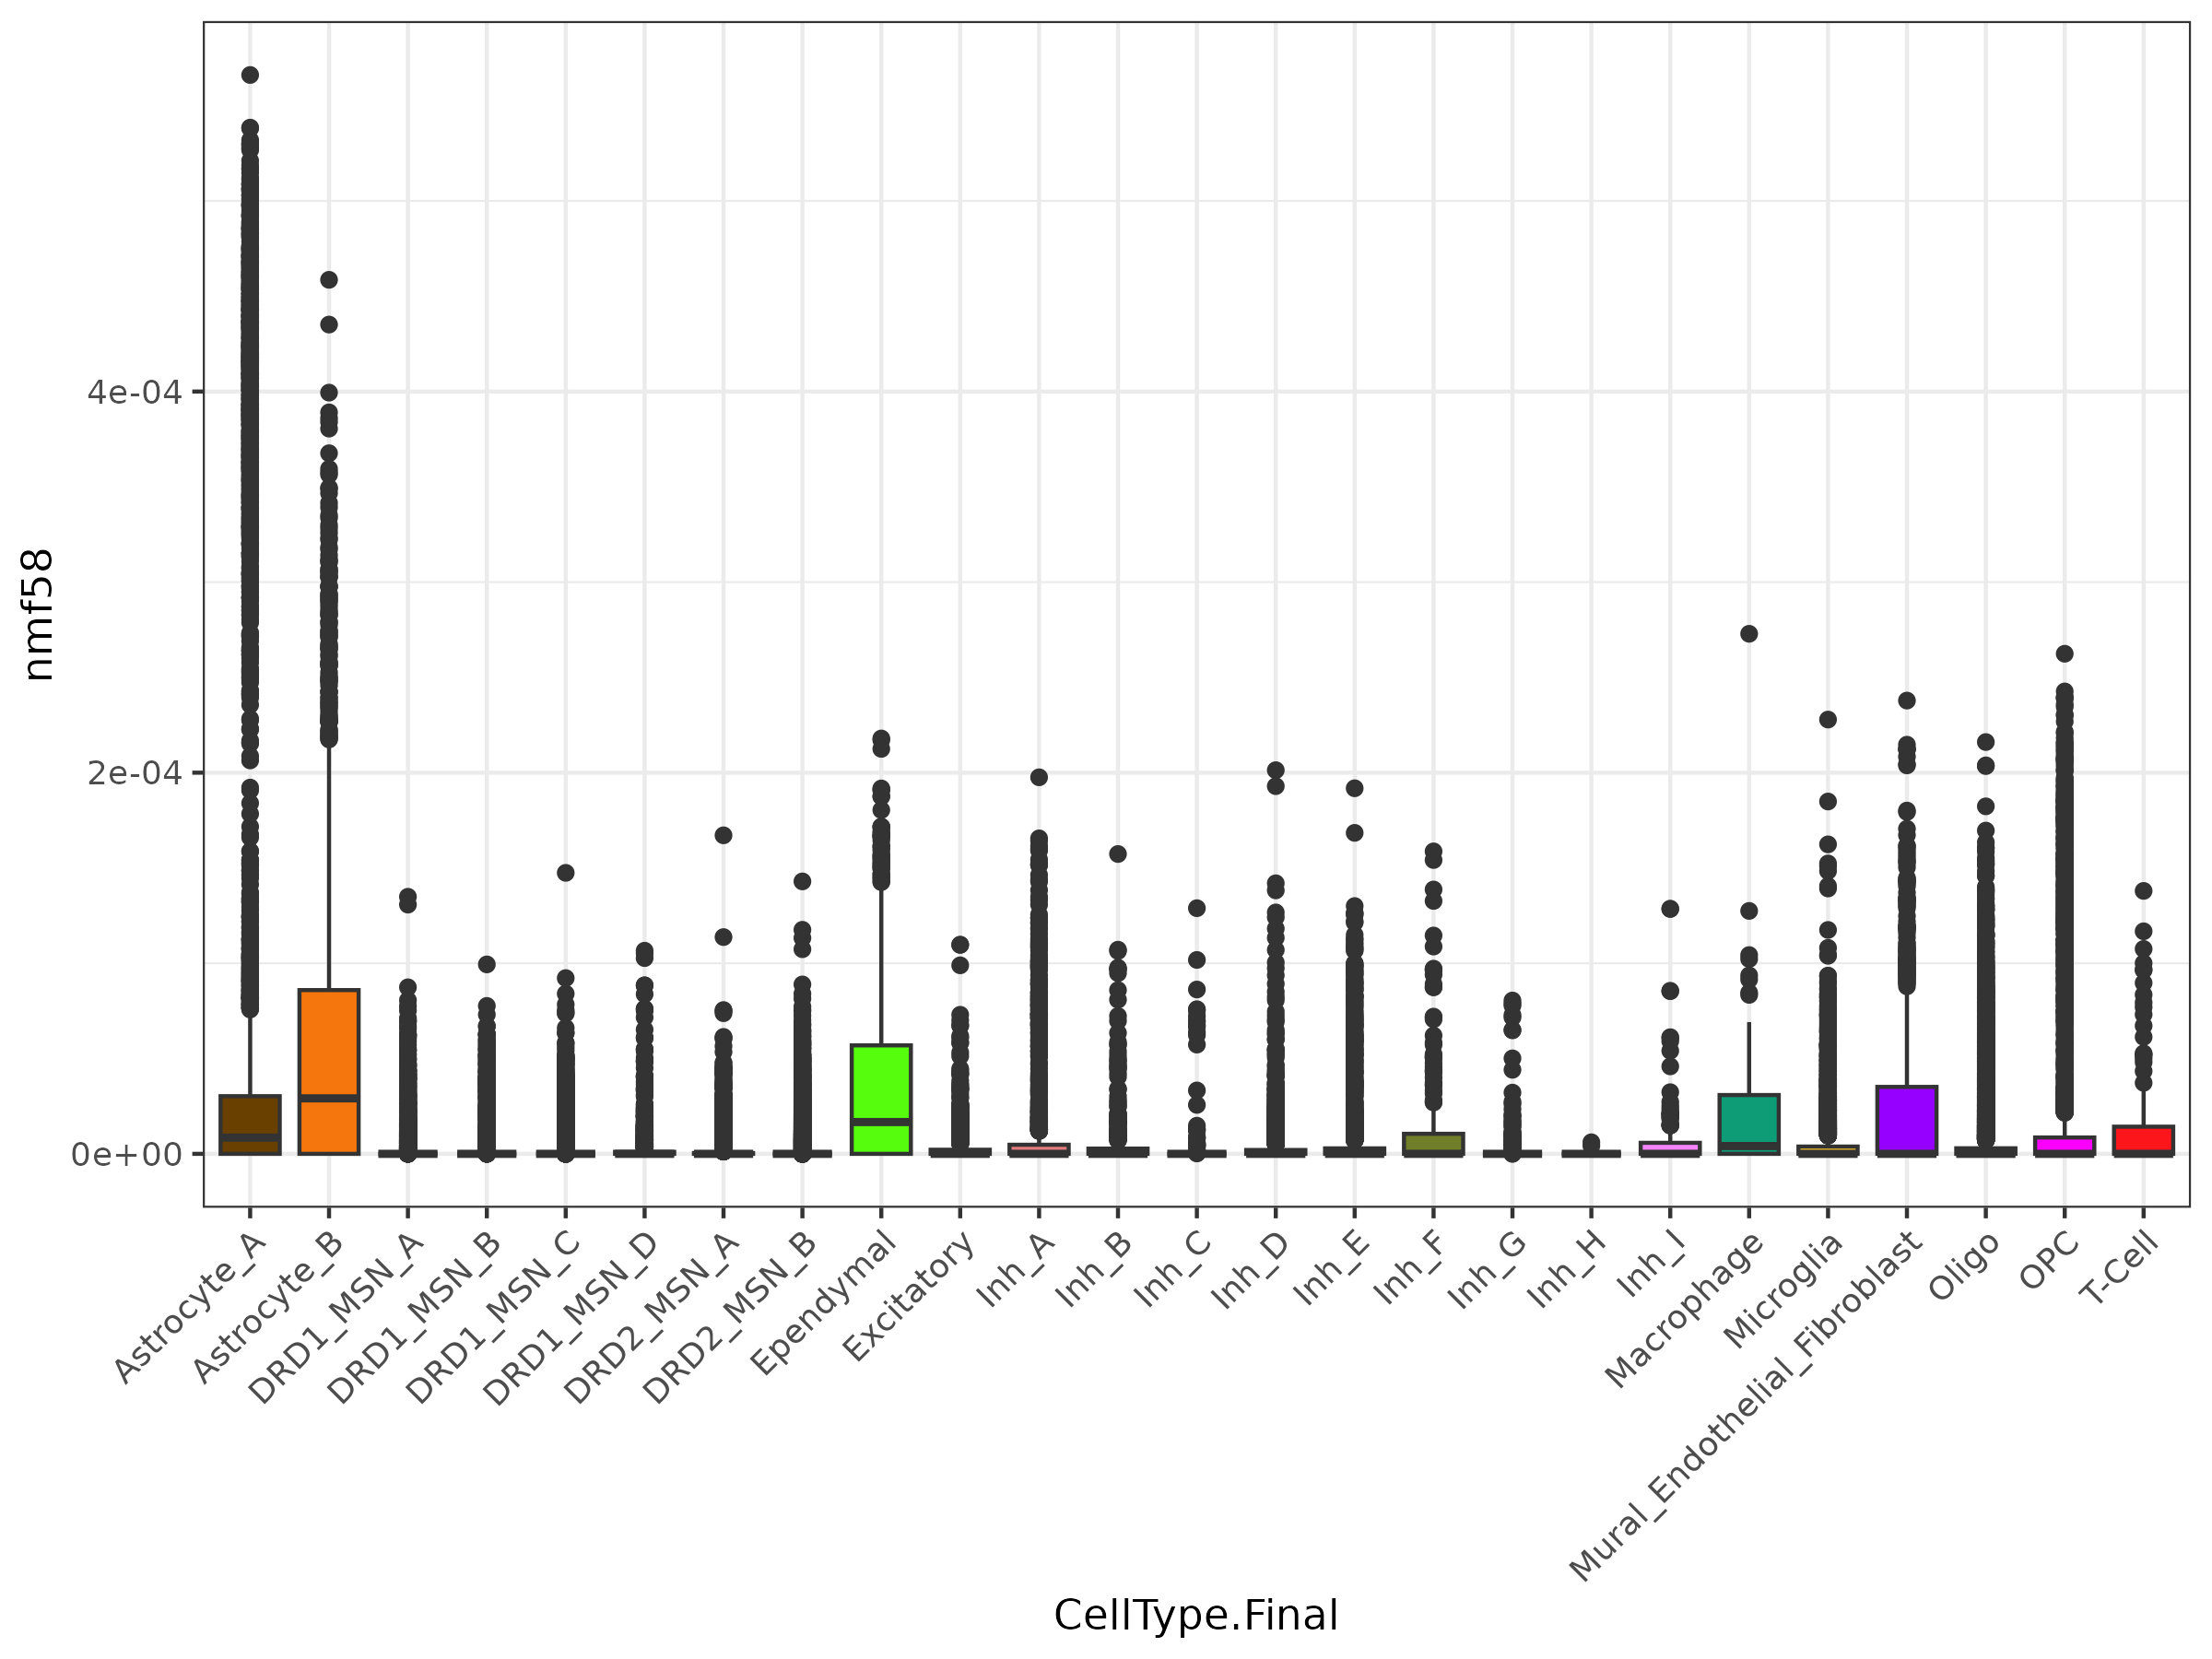 nmf58
4e-04
2e-04
0e+00
Astrocyte_A
Astrocyte_B
DRD1_MSN_A
DRD1_MSN_B
DRD1_MSN_C
DRD1_MSN_D
DRD2_MSN_A
DRD2_MSN_B
Ependymal
Excitatory
Inh_A
Inh_B
Inh_C
Inh_D
Inh_E
Inh_F
Inh_G
Inh_H
Inh_I
Macrophage
Microglia
Mural_Endothelial_Fibroblast
Oligo
OPC
T-Cell
CellType.Final